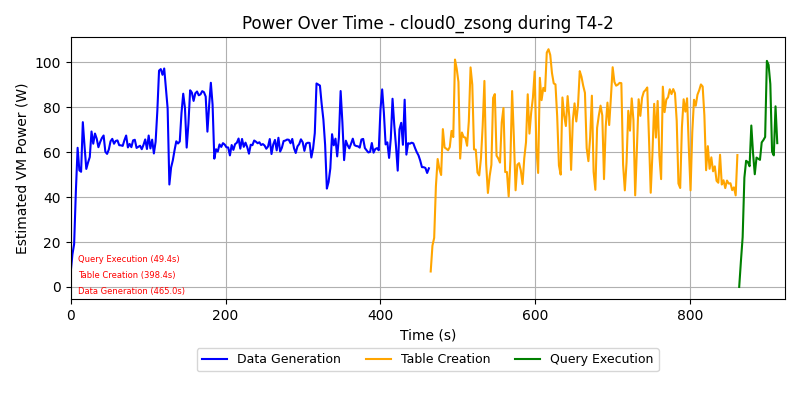 Power Over Time - cloud0_zsong during T4-2
Estimated VM Power (W)
100
80
60
40
20
0
Query Execution (49.4s)
Table Creation (398.4s)
Data Generation (465.0s)
0 200 400 600 800
Time (s)
Data Generation Table Creation Query Execution